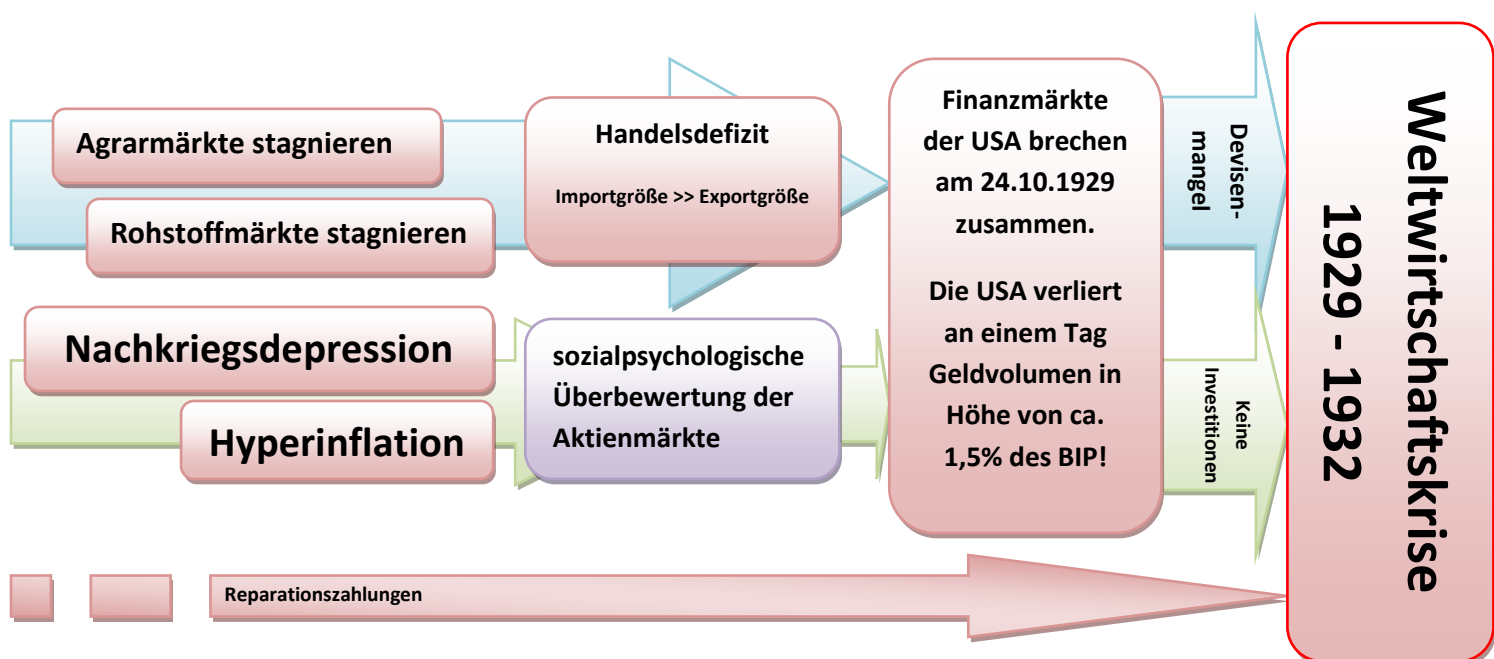 Agrarmärkte stagnieren
Rohstoffmärkte stagnieren
Handelsdefizit
Importgröße >> Exportgröße
Nachkriegsdepression
Hyperinflation
sozialpsychologische
Überbewertung der
Aktienmärkte
Finanzmärkte
der USA brechen
am 24.10.1929
zusammen.
Die USA verliert
an einem Tag
Geldvolumen in
Höhe von ca.
1,5% des BIP!
Devisen-
mangel
Keine
Investitionen
Reparationszahlungen
Weltwirtschaftskrise
1929 - 1932